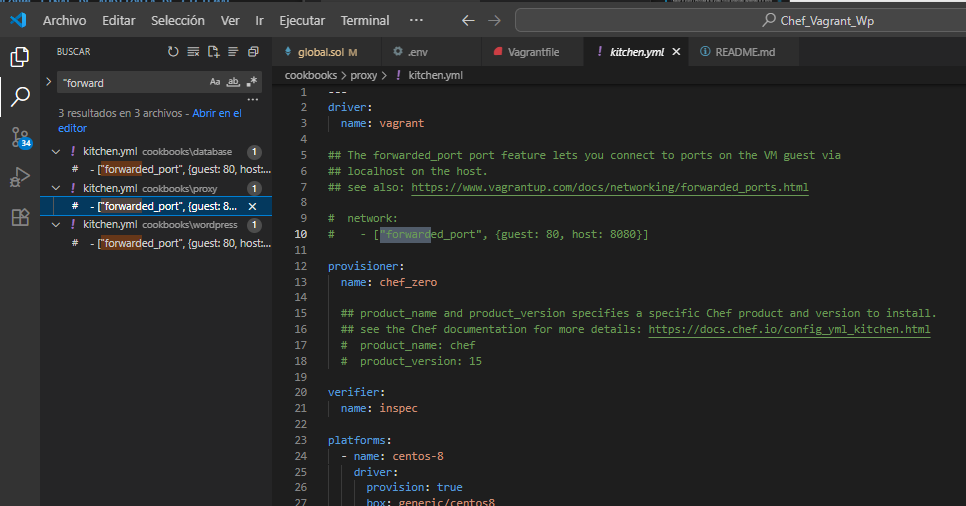 Archivo Editar Selección Ver Ir Ejecutar Terminal ··· Chef_Vagrant_Wp
BUSCAR
global.sol M
.env
Vagrantfile
! kitchen.yml
README.md
"forward
Aa ab .*
cookbooks > proxy > ! kitchen.yml
3 resultados en 3 archivos - Abrir en el
editor
! kitchen.yml cookbooks\database 1
# - ["forwarded_port", {guest: 80, host:...
! kitchen.yml cookbooks\proxy 1
# - ["forwarded_port", {guest: 8...
! kitchen.yml cookbooks\wordpress 1
# - ["forwarded_port", {guest: 80, host:...
34
1 ---
2 driver:
3 name: vagrant
4
5 ## The forwarded_port port feature lets you connect to ports on the VM guest via
6 ## localhost on the host.
7 ## see also: https://www.vagrantup.com/docs/networking/forwarded_ports.html
8
9 # network:
10 # - ["forwarded_port", {guest: 80, host: 8080}]
11
12 provisioner:
13 name: chef_zero
14
15 ## product_name and product_version specifies a specific Chef product and version to install.
16 ## see the Chef documentation for more details: https://docs.chef.io/config_yml_kitchen.html
17 # product_name: chef
18 # product_version: 15
19
20 verifier:
21 name: inspec
22
23 platforms:
24 - name: centos-8
25 driver:
26 provision: true
27 box: generic/centos8